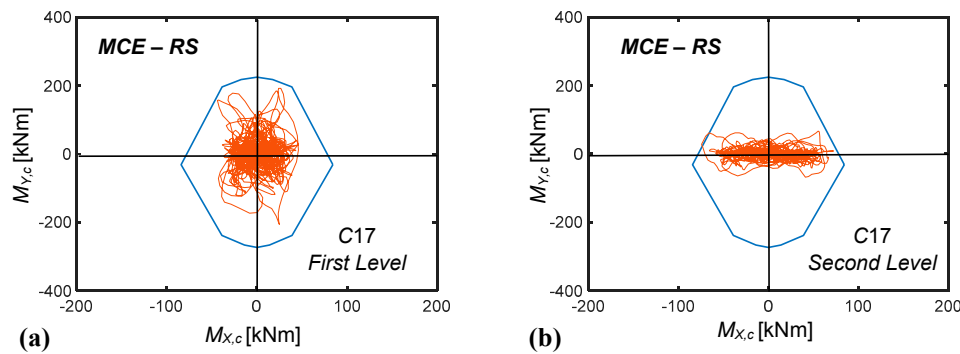 400
MCE – RS
200
M_Y,c [kNm]
0
-200
C17
First Level
-400
-200
-100
0
100
200
(a)
M_X,c [kNm]
400
MCE – RS
200
M_Y,c [kNm]
0
-200
C17
Second Level
-400
-200
-100
0
100
200
(b)
M_X,c [kNm]